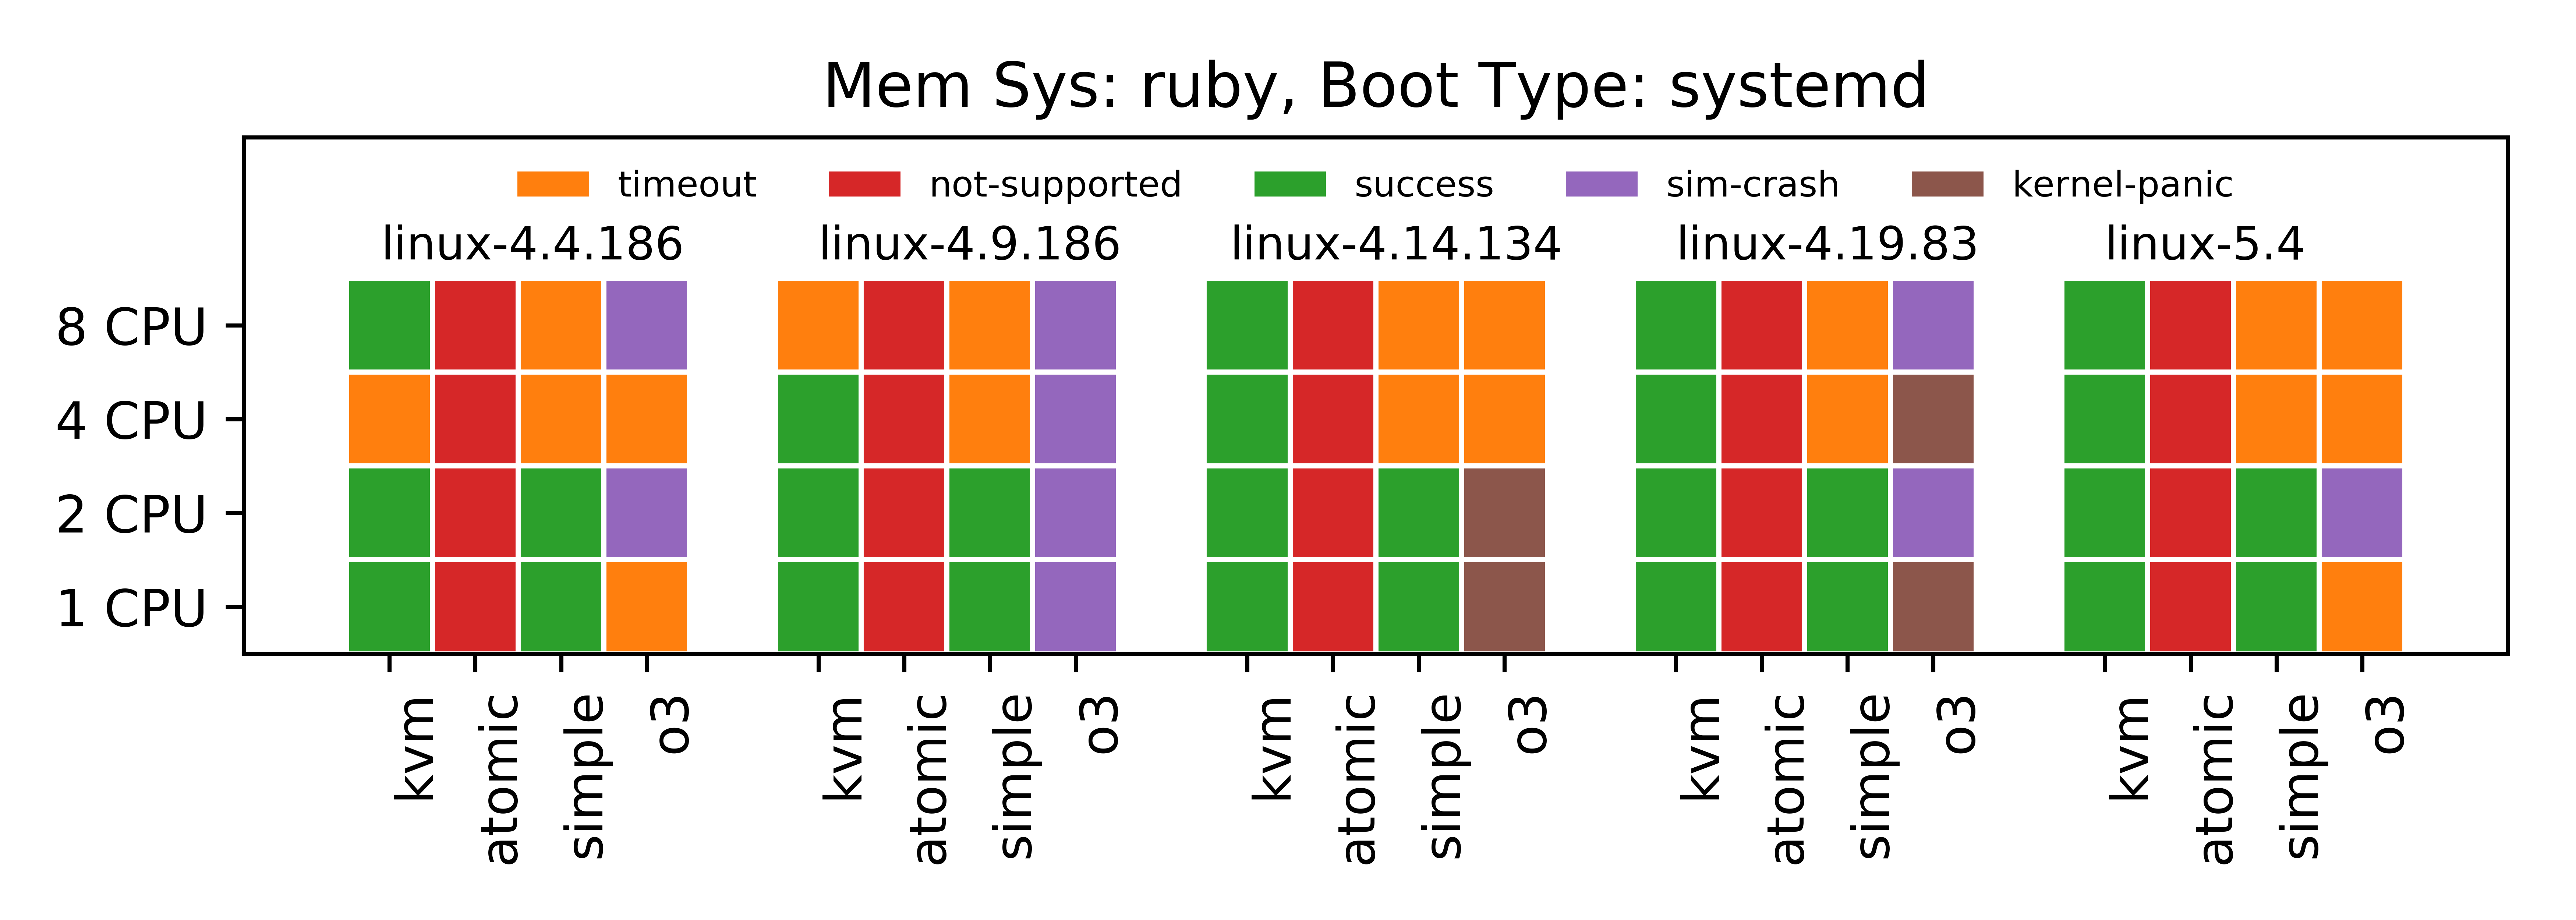 Mem Sys: ruby, Boot Type: systemd
timeout not-supported success sim-crash kernel-panic
linux-4.4.186 linux-4.9.186 linux-4.14.134 linux-4.19.83 linux-5.4
8 CPU
4 CPU
2 CPU
1 CPU
kvm atomic simple o3 kvm atomic simple o3 kvm atomic simple o3 kvm atomic simple o3 kvm atomic simple o3